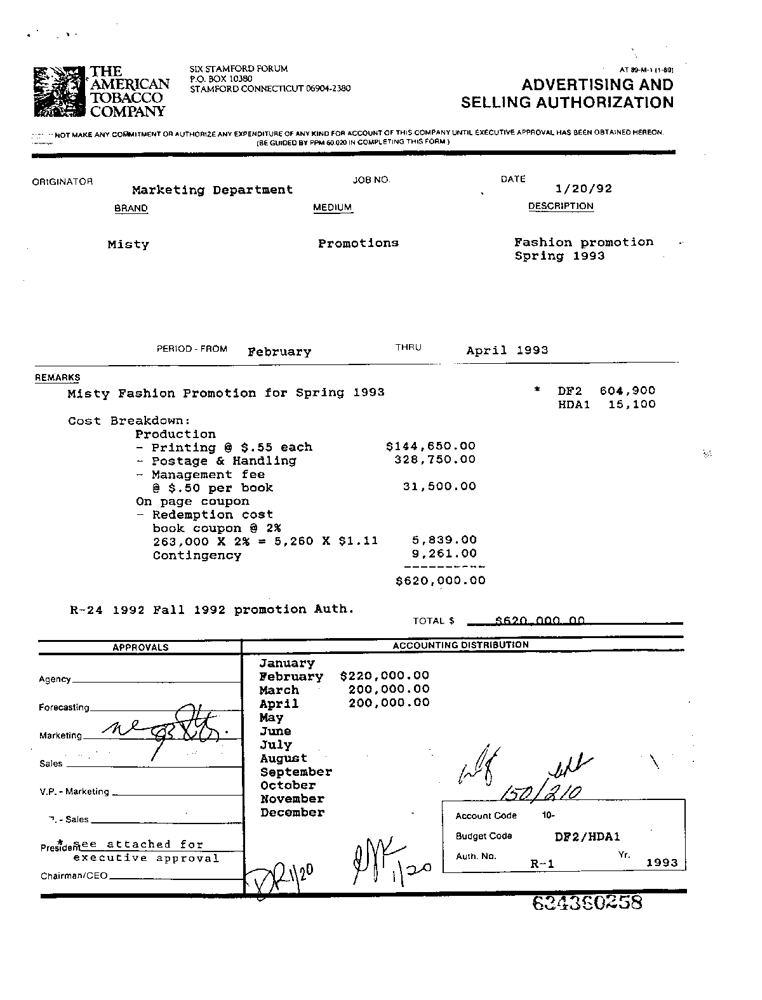 THE
AMERICAN
TOBACCO
COMPANY
SIX STAMFORD FORUM
P.O. BOX 10380
STAMFORD CONNECTICUT 06904-2380
AT 89-M-1 (1-89)
ADVERTISING AND
SELLING AUTHORIZATION
NOT MAKE ANY COMMITMENT OR AUTHORIZE ANY EXPENDITURE OF ANY KIND FOR ACCOUNT OF THIS COMPANY UNTIL EXECUTIVE APPROVAL HAS BEEN OBTAINED HEREON.
(BE GUIDED BY PPM 60.020 IN COMPLETING THIS FORM)
ORIGINATOR Marketing Department JOB NO. DATE 1/20/92
BRAND MEDIUM DESCRIPTION
Misty Promotions Fashion promotion
Spring 1993
PERIOD - FROM February THRU April 1993
REMARKS
Misty Fashion Promotion for Spring 1993 * DF2 604,900
HDA1 15,100
Cost Breakdown:
Production
- Printing @ $.55 each $144,650.00
- Postage & Handling 328,750.00
- Management fee
@ $.50 per book 31,500.00
On page coupon
- Redemption cost
book coupon @ 2%
263,000 X 2% = 5,260 X $1.11 5,839.00
Contingency 9,261.00
----------
$620,000.00
R-24 1992 Fall 1992 promotion Auth.
TOTAL $ $620,000.00
APPROVALS ACCOUNTING DISTRIBUTION
January
Agency February $220,000.00
March 200,000.00
Forecasting April 200,000.00
May
June
Marketing
July
Sales August
September
October
V.P. - Marketing November
December
150/210
- Sales Account Code 10-
Budget Code DF2/HDA1
President *See attached for
executive approval
Auth. No. R-1 Yr. 1993
Chairman/CEO
1/20
1/20
624360258